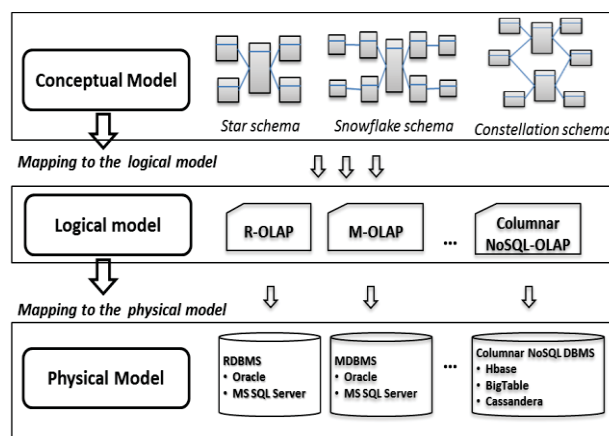 Conceptual Model
Star schema
Snowflake schema
Constellation schema
Mapping to the logical model
Logical model
R-OLAP
M-OLAP
...
Columnar
NoSQL-OLAP
Mapping to the physical model
Physical Model
RDBMS
• Oracle
• MS SQL Server
MDBMS
• Oracle
• MS SQL Server
...
Columnar NoSQL DBMS
• Hbase
• BigTable
• Cassandera